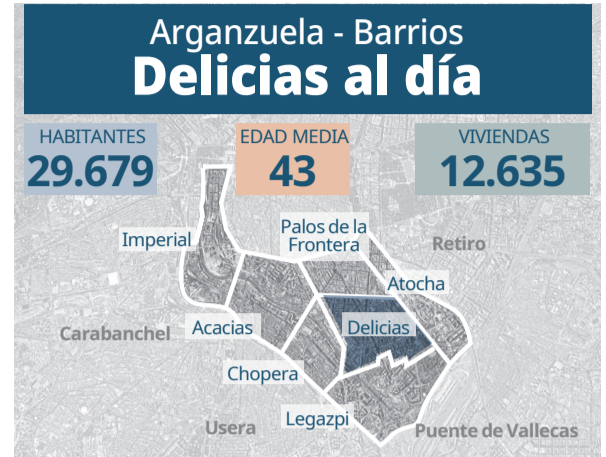 Arganzuela - Barrios
Delicias al día
HABITANTES
29.679
EDAD MEDIA
43
VIVIENDAS
12.635
Imperial
Palos de la
Frontera
Retiro
Atocha
Carabanchel
Acacias
Delicias
Chopera
Legazpi
Usera
Puente de Vallecas